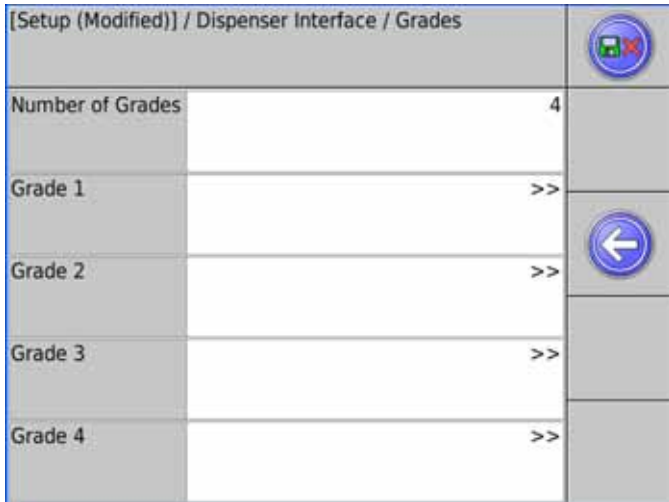 [Setup (Modified)] / Dispenser Interface / Grades
Number of Grades 4
Grade 1 >>
Grade 2 >>
Grade 3 >>
Grade 4 >>